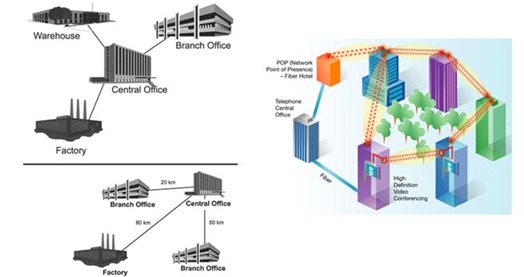 Warehouse
Branch Office
Central Office
Factory
20 km
Branch Office
Central Office
80 km
60 km
Factory
Branch Office
POP (Network
Point of Presence)
– Fiber Hotel
Telephone
Central
Office
Fiber
High
Definition
Video
Conferencing